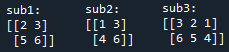 sub1: sub2: sub3:
[[2 3] [[1 3] [[3 2 1]
[5 6]] [4 6]] [6 5 4]]